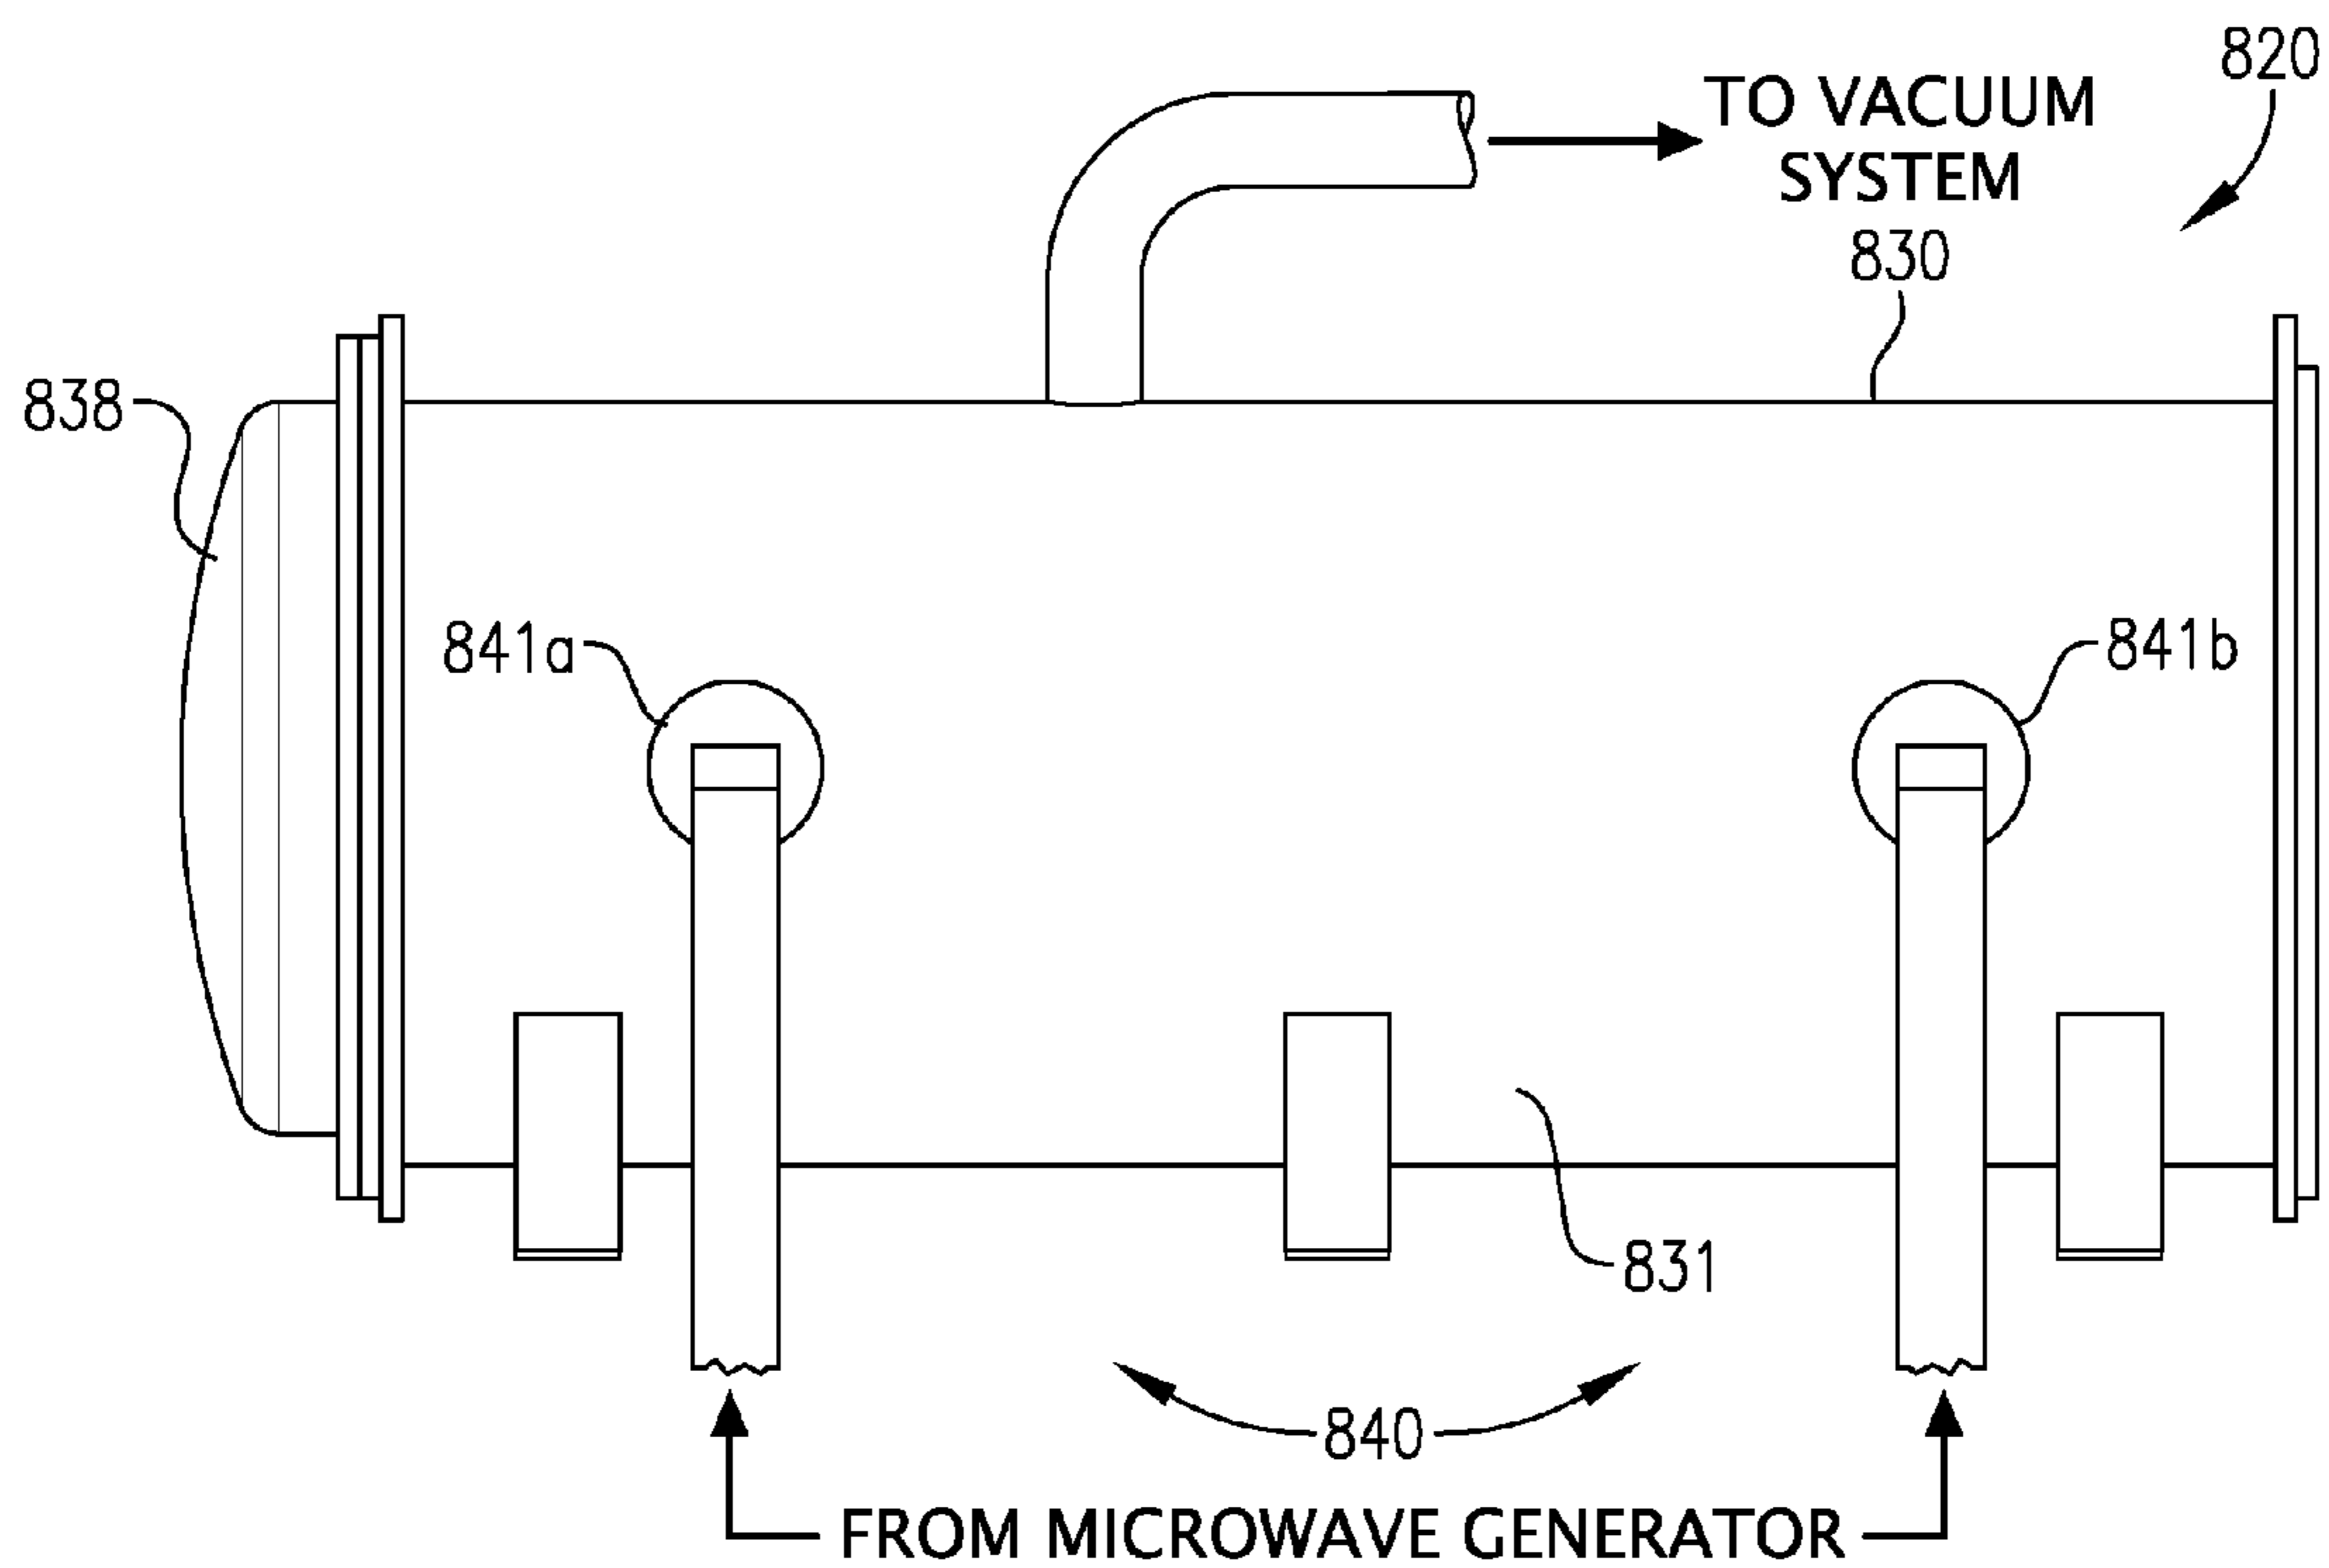 820
TO VACUUM
SYSTEM
830
838
841a
841b
831
840
FROM MICROWAVE GENERATOR